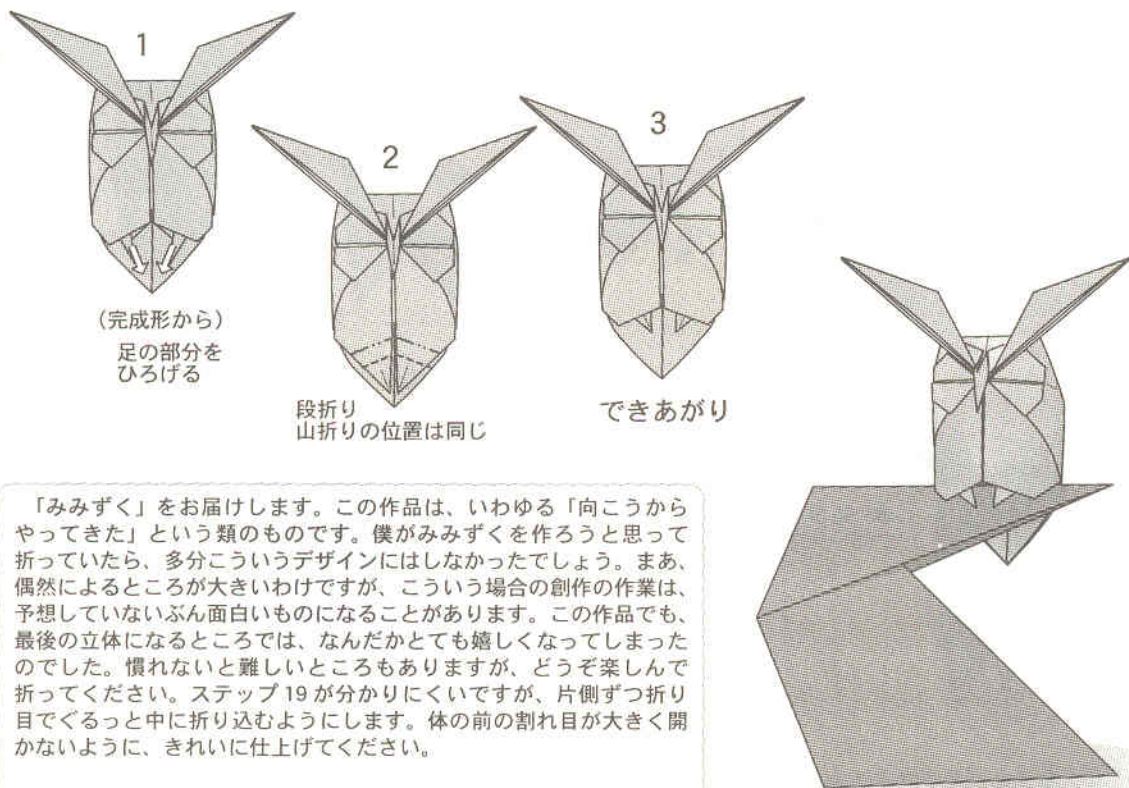 1
(完成形から)
足の部分を
ひろげる
2
段折り
山折りの位置は同じ
3
できあがり
「みみずく」をお届けします。この作品は、いわゆる「向こうから
やってきた」という類のものです。僕がみみずくを作ろうと思って
折っていたら、多分こういうデザインにはしなかったでしょう。まあ、
偶然によるところが大きいわけですが、こういう場合の創作の作業は、
予想していないぶん面白いものになることがあります。この作品でも、
最後の立体になるところでは、なんだかとても嬉しくなってしまった
のでした。慣れないと難しいところもありますが、どうぞ楽しんで
折ってください。ステップ 19 が分かりにくいですが、片側ずつ折り
目でぐるっと中に折り込むようにします。体の前の割れ目が大きく開
かないように、きれいに仕上げてください。